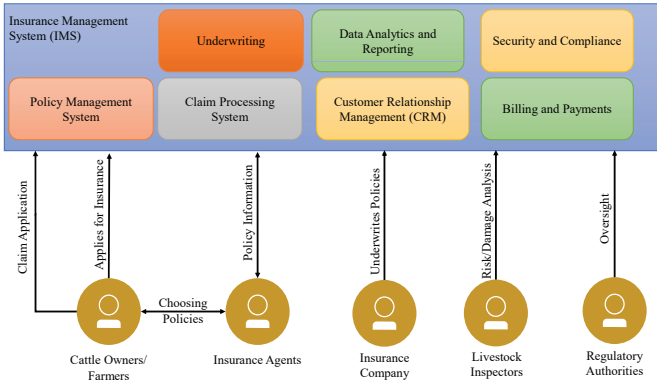 Insurance Management
System (IMS)
Underwriting
Data Analytics and
Reporting
Security and Compliance
Policy Management
System
Claim Processing
System
Customer Relationship
Management (CRM)
Billing and Payments
Claim Application
Applies for Insurance
Policy Information
Underwrites Policies
Risk/Damage Analysis
Oversight
Choosing
Policies
Cattle Owners/
Farmers
Insurance Agents
Insurance
Company
Livestock
Inspectors
Regulatory
Authorities